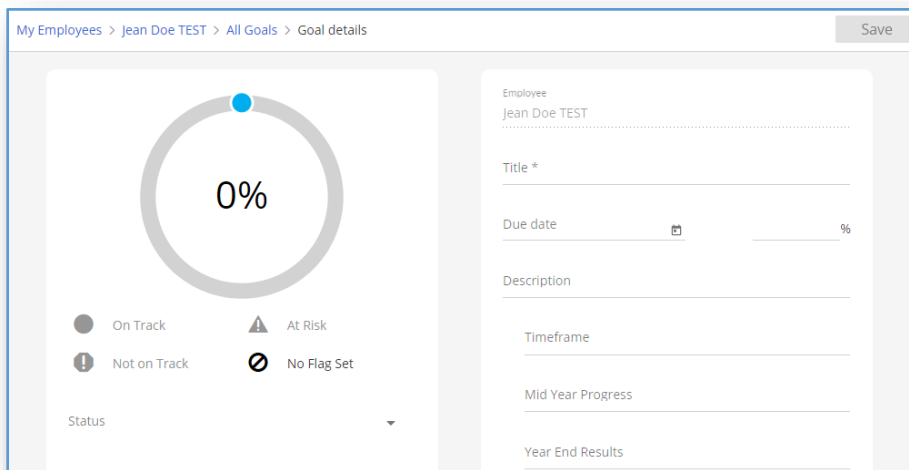 My Employees > Jean Doe TEST > All Goals > Goal details
Save
0%
On Track
At Risk
Not on Track
No Flag Set
Status
Employee
Jean Doe TEST
Title *
Due date
%
Description
Timeframe
Mid Year Progress
Year End Results